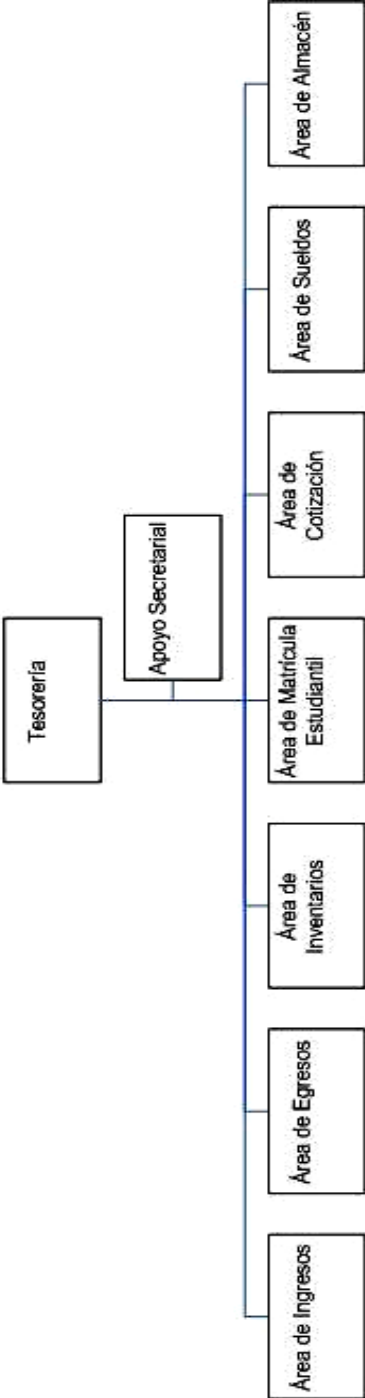 Tesorería
Apoyo Secretarial
Área de Ingresos
Área de Egresos
Área de
Inventarios
Área de Matrícula
Estudiantil
Área de
Cotización
Área de Sueldos
Área de Almacén